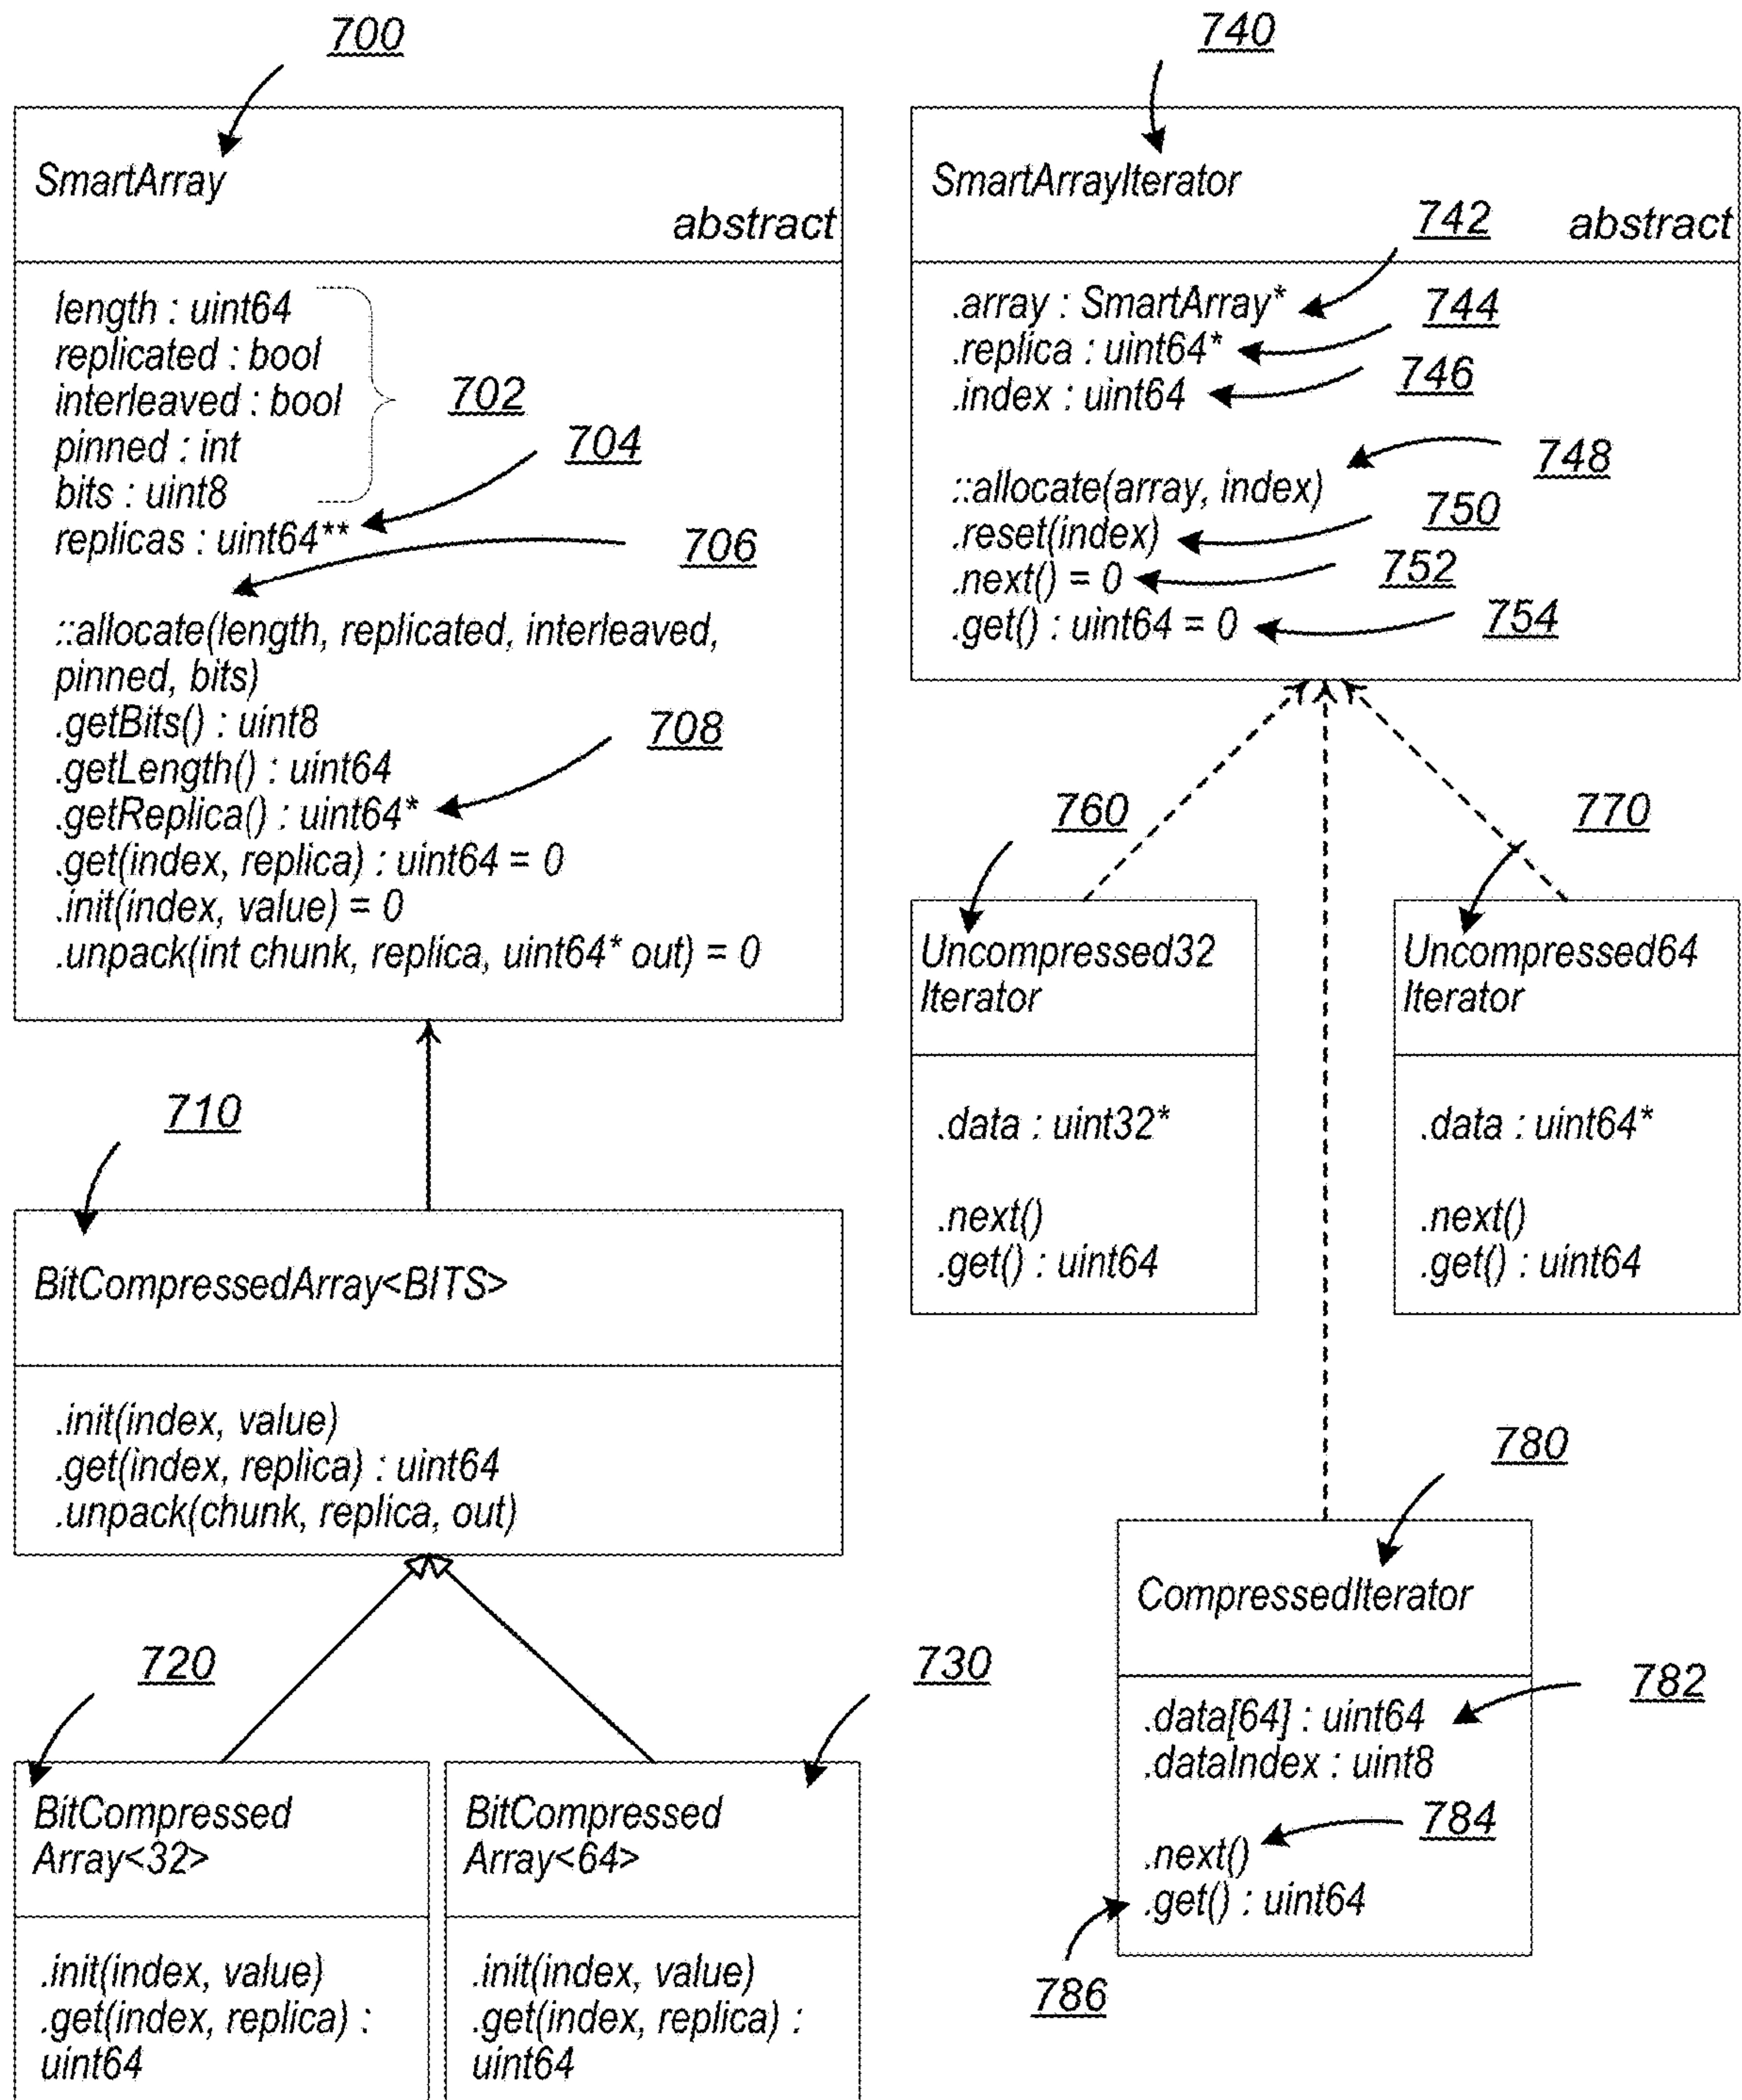 700
SmartArray
abstract
length : uint64
replicated : bool
interleaved : bool
702
pinned : int
704
bits : uint8
replicas : uint64**
706
::allocate(length, replicated, interleaved,
pinned, bits)
.getBits() : uint8
708
.getLength() : uint64
.getReplica() : uint64*
.get(index, replica) : uint64 = 0
.init(index, value) = 0
.unpack(int chunk, replica, uint64* out) = 0
710
BitCompressedArray<BITS>
.init(index, value)
.get(index, replica) : uint64
.unpack(chunk, replica, out)
720
BitCompressed
Array<32>
.init(index, value)
.get(index, replica) :
uint64
730
BitCompressed
Array<64>
.init(index, value)
.get(index, replica) :
uint64
740
SmartArrayIterator
742
abstract
.array : SmartArray*
744
.replica : uint64*
746
.index : uint64
748
::allocate(array, index)
750
.reset(index)
752
.next() = 0
754
.get() : uint64 = 0
760
Uncompressed32
Iterator
.data : uint32*
.next()
.get() : uint64
770
Uncompressed64
Iterator
.data : uint64*
.next()
.get() : uint64
780
CompressedIterator
782
.data[64] : uint64
.dataIndex : uint8
784
.next()
.get() : uint64
786